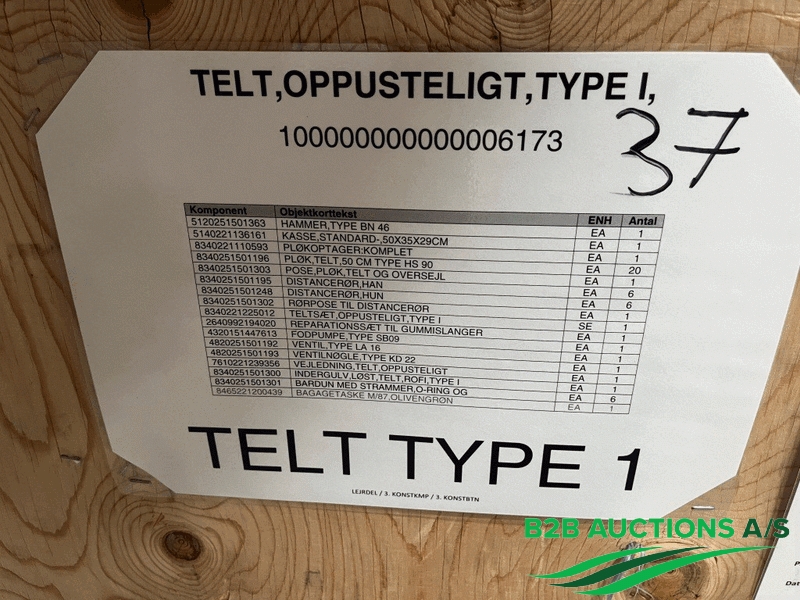 TELT,OPPUSTELIGT,TYPE I,
100000000000006173
37
Komponent Objektkorttekst ENH Antal
5120251501363 HAMMER,TYPE BN 46 EA 1
5140221136161 KASSE,STANDARD-,50X35X29CM EA 1
8340221110593 PLØKOPTAGER:KOMPLET EA 1
8340251501196 PLØK,TELT,50 CM TYPE HS 90 EA 20
8340251501303 POSE,PLØK,TELT OG OVERSEJL EA 1
8340251501195 DISTANCERØR,HAN EA 6
8340251501248 DISTANCERØR,HUN EA 6
8340251501302 RØRPOSE TIL DISTANCERØR EA 1
8340221225012 TELTSÆT,OPPUSTELIGT,TYPE I SE 1
2640992194020 REPARATIONSSÆT TIL GUMMISLANGER EA 1
4320151447613 FODPUMPE,TYPE SB09 EA 1
4820251501192 VENTIL,TYPE LA 16 EA 1
4820251501193 VENTILNØGLE,TYPE KD 22 EA 1
7610221239356 VEJLEDNING,TELT,OPPUSTELIGT EA 1
8340251501300 INDERGULV,LØST,TELT,ROFI,TYPE I EA 1
8340251501301 BARDUN MED STRAMMER,O-RING OG EA 6
8465221200439 BAGAGETASKE M/87,OLIVENGRØN EA 1
TELT TYPE 1
LEJRDEL / 3. KONSTKMP / 3. KONSTBTN
B2B AUCTIONS A/S
Dat